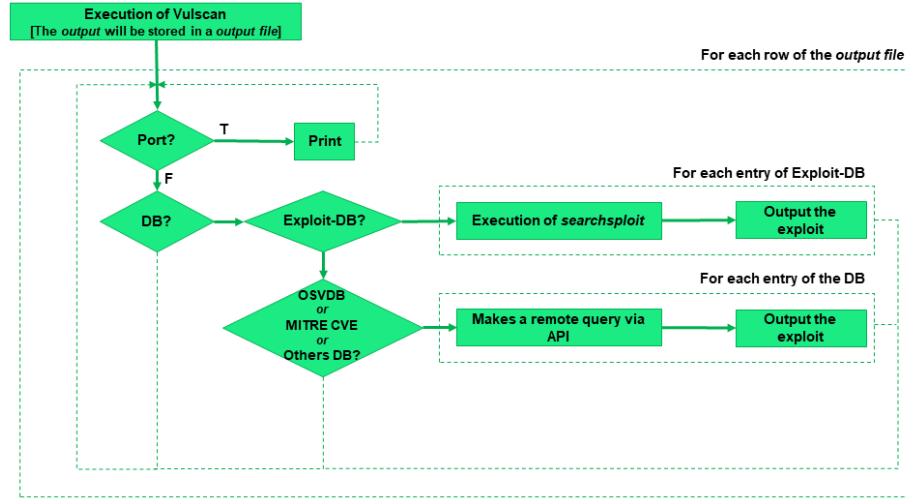 Execution of Vulscan
[The output will be stored in a output file]
For each row of the output file
Port?
T
Print
F
For each entry of Exploit-DB
DB?
Exploit-DB?
Execution of searchsploit
Output the
exploit
For each entry of the DB
OSVDB
or
MITRE CVE
or
Others DB?
Makes a remote query via
API
Output the
exploit